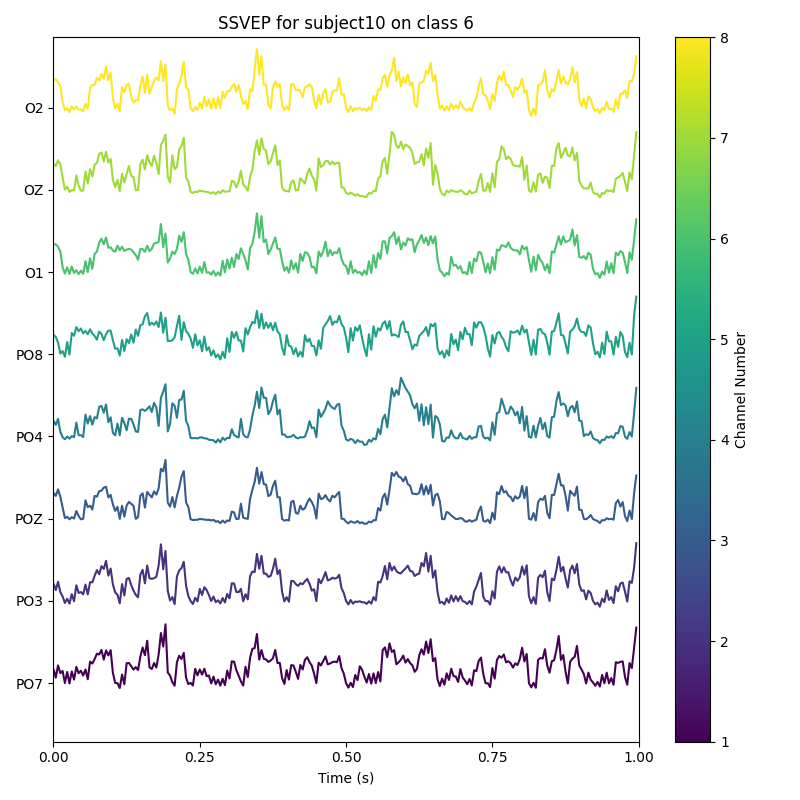 SSVEP for subject10 on class 6
O2
OZ
O1
PO8
PO4
POZ
PO3
PO7
0.00 0.25 0.50 0.75 1.00
Time (s)
8
7
6
5
4
3
2
1
Channel Number